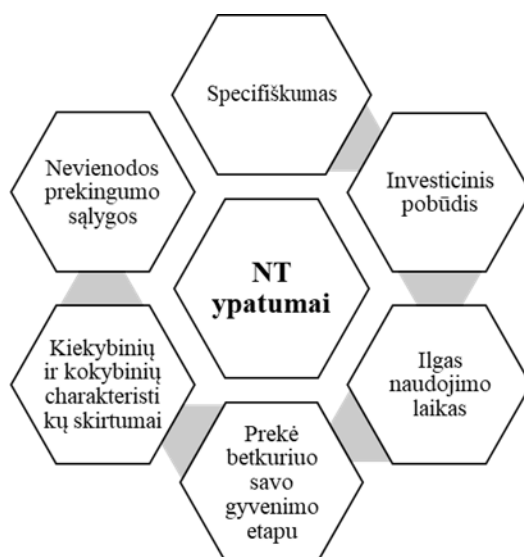 Specifiškumas
Nevienodos
prekingumo
sąlygos
Investicinis
pobūdis
NT
ypatumai
Kiekybinių
ir kokybinių
charakteristi
kų skirtumai
Ilgas
naudojimo
laikas
Prekė
betkuriuo
savo
gyvenimo
etapu